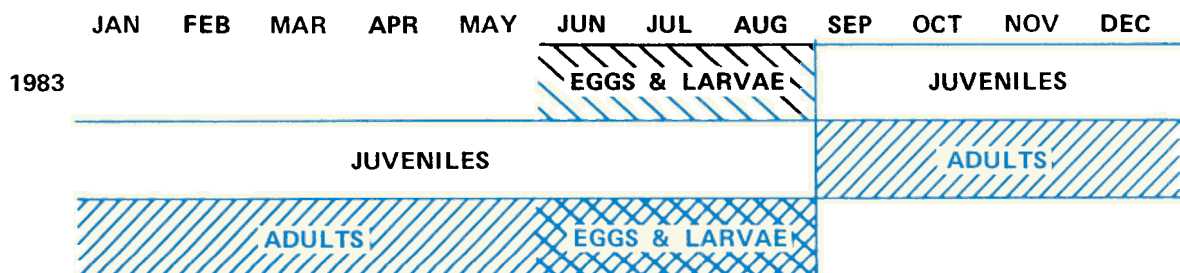 JAN FEB MAR APR MAY JUN JUL AUG SEP OCT NOV DEC
1983 EGGS & LARVAE JUVENILES
JUVENILES ADULTS
ADULTS EGGS & LARVAE